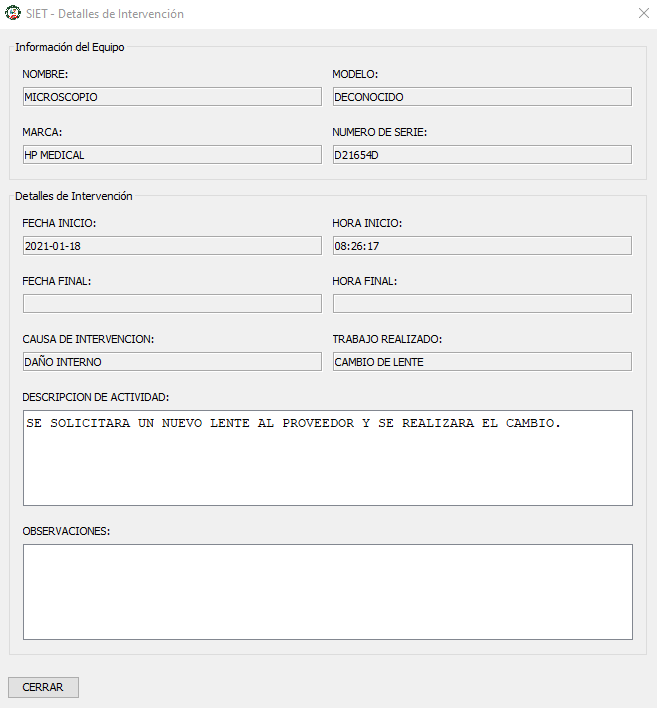 SIET - Detalles de Intervención
Información del Equipo
NOMBRE: MODELO:
MICROSCOPIO DECONOCIDO
MARCA: NUMERO DE SERIE:
HP MEDICAL D21654D
Detalles de Intervención
FECHA INICIO: HORA INICIO:
2021-01-18 08:26:17
FECHA FINAL: HORA FINAL:
CAUSA DE INTERVENCION: TRABAJO REALIZADO:
DAÑO INTERNO CAMBIO DE LENTE
DESCRIPCION DE ACTIVIDAD:
SE SOLICITARA UN NUEVO LENTE AL PROVEEDOR Y SE REALIZARA EL CAMBIO.
OBSERVACIONES:
CERRAR